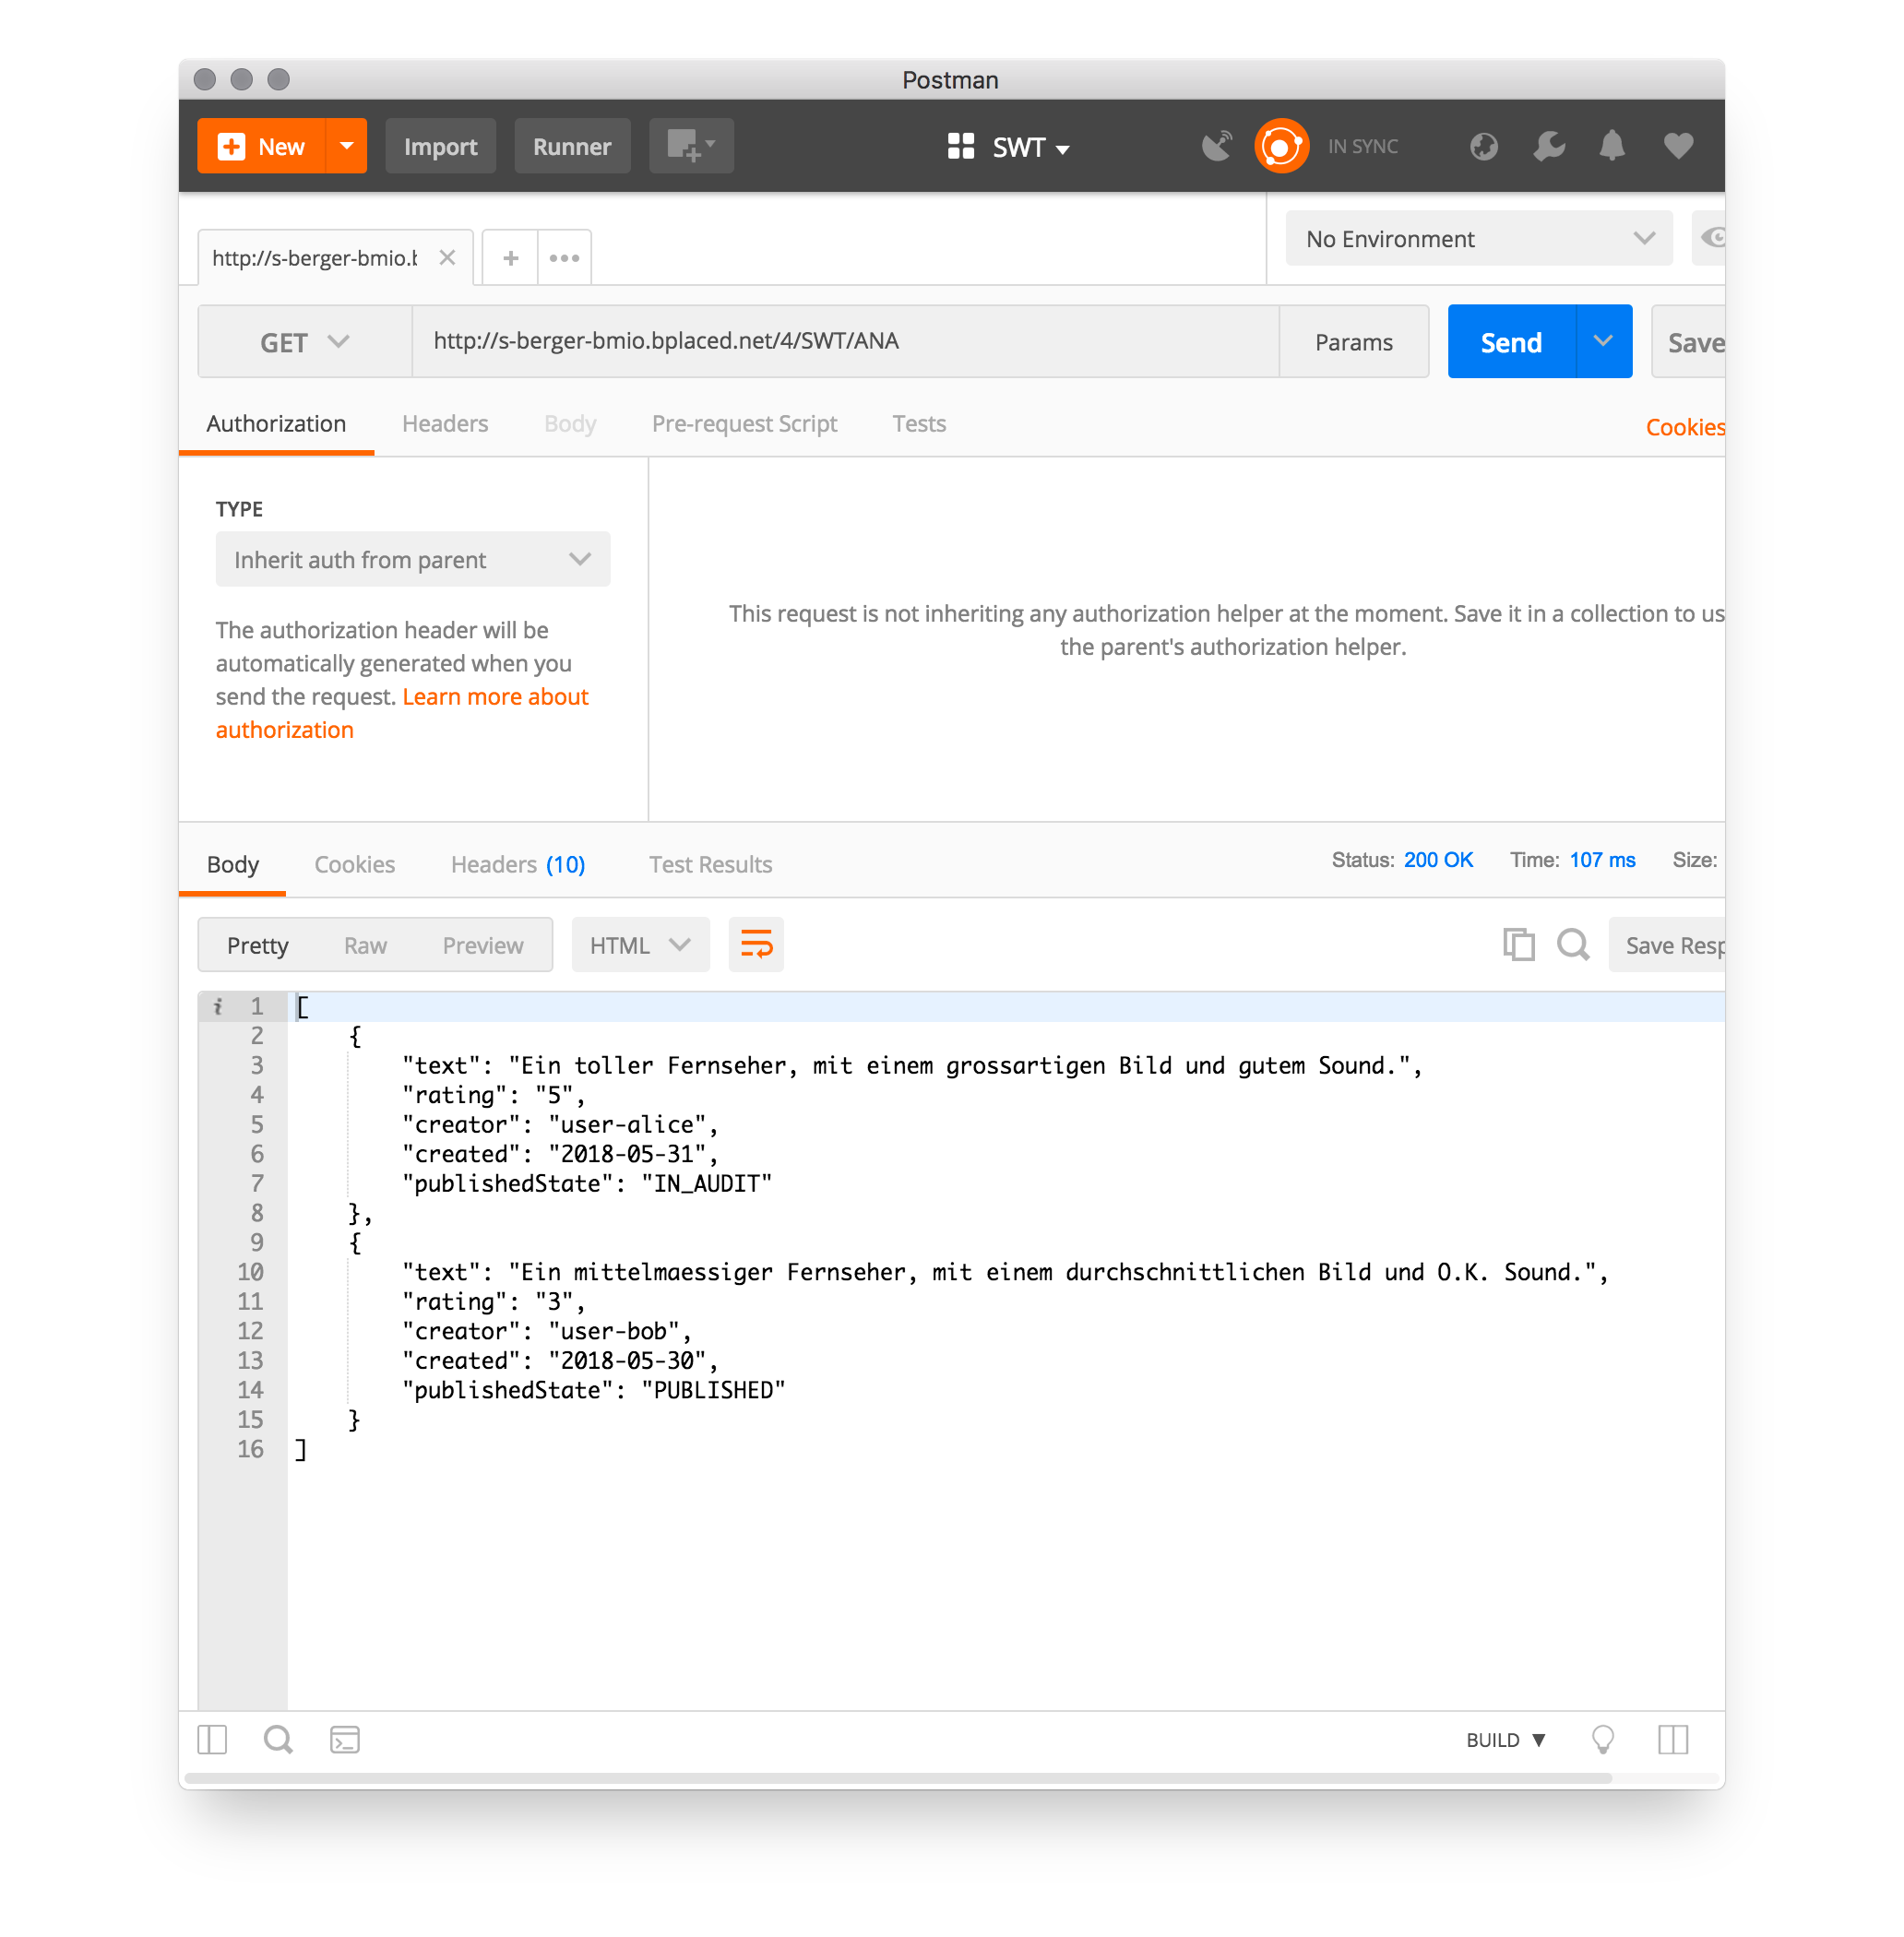 Postman
New Import Runner SWT IN SYNC
http://s-berger-bmio.b No Environment
GET http://s-berger-bmio.bplaced.net/4/SWT/ANA Params Send Save
Authorization Headers Body Pre-request Script Tests Cookies
TYPE
Inherit auth from parent
The authorization header will be
automatically generated when you
send the request. Learn more about
authorization
This request is not inheriting any authorization helper at the moment. Save it in a collection to us
the parent's authorization helper.
Body Cookies Headers (10) Test Results Status: 200 OK Time: 107 ms Size:
Pretty Raw Preview HTML Save Resp
i 1 [
2 {
3 "text": "Ein toller Fernseher, mit einem grossartigen Bild und gutem Sound.",
4 "rating": "5",
5 "creator": "user-alice",
6 "created": "2018-05-31",
7 "publishedState": "IN_AUDIT"
8 },
9 {
10 "text": "Ein mittelmaessiger Fernseher, mit einem durchschnittlichen Bild und O.K. Sound.",
11 "rating": "3",
12 "creator": "user-bob",
13 "created": "2018-05-30",
14 "publishedState": "PUBLISHED"
15 }
16 ]
BUILD